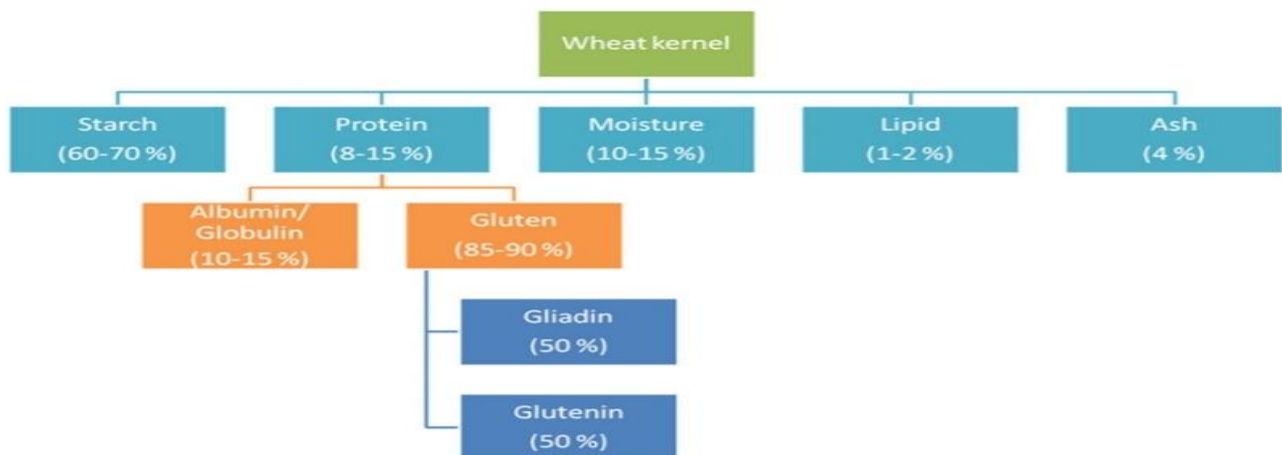 Wheat kernel
Starch
(60-70 %)
Protein
(8-15 %)
Moisture
(10-15 %)
Lipid
(1-2 %)
Ash
(4 %)
Albumin/
Globulin
(10-15 %)
Gluten
(85-90 %)
Gliadin
(50 %)
Glutenin
(50 %)